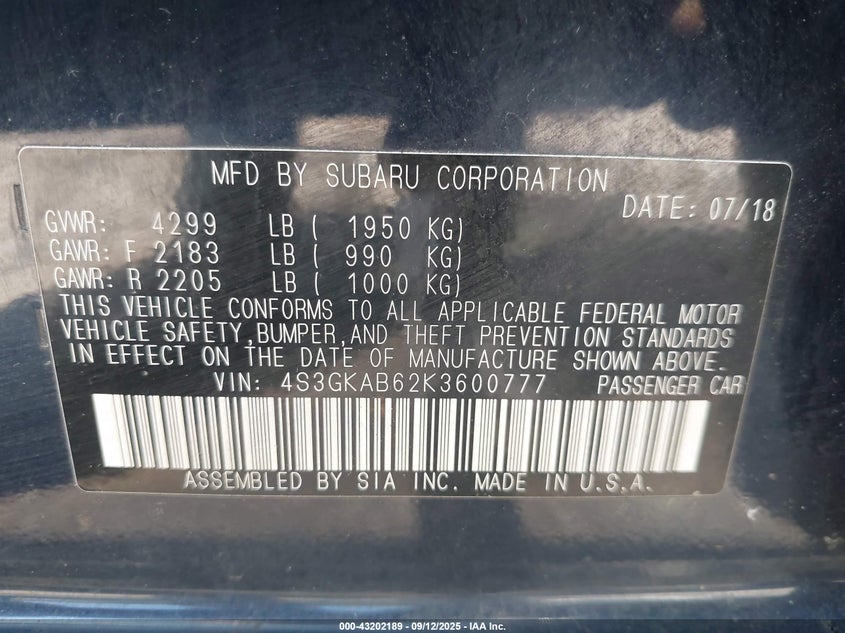 MFD BY SUBARU CORPORATION
DATE: 07/18
GVWR: 4299 LB ( 1950 KG)
GAWR: F 2183 LB ( 990 KG)
GAWR: R 2205 LB ( 1000 KG)
THIS VEHICLE CONFORMS TO ALL APPLICABLE FEDERAL MOTOR
VEHICLE SAFETY,BUMPER,AND THEFT PREVENTION STANDARDS
IN EFFECT ON THE DATE OF MANUFACTURE SHOWN ABOVE.
VIN: 4S3GKAB62K3600777 PASSENGER CAR
ASSEMBLED BY SIA INC. MADE IN U.S.A.
000-43202189 - 09/12/2025 - IAA Inc.